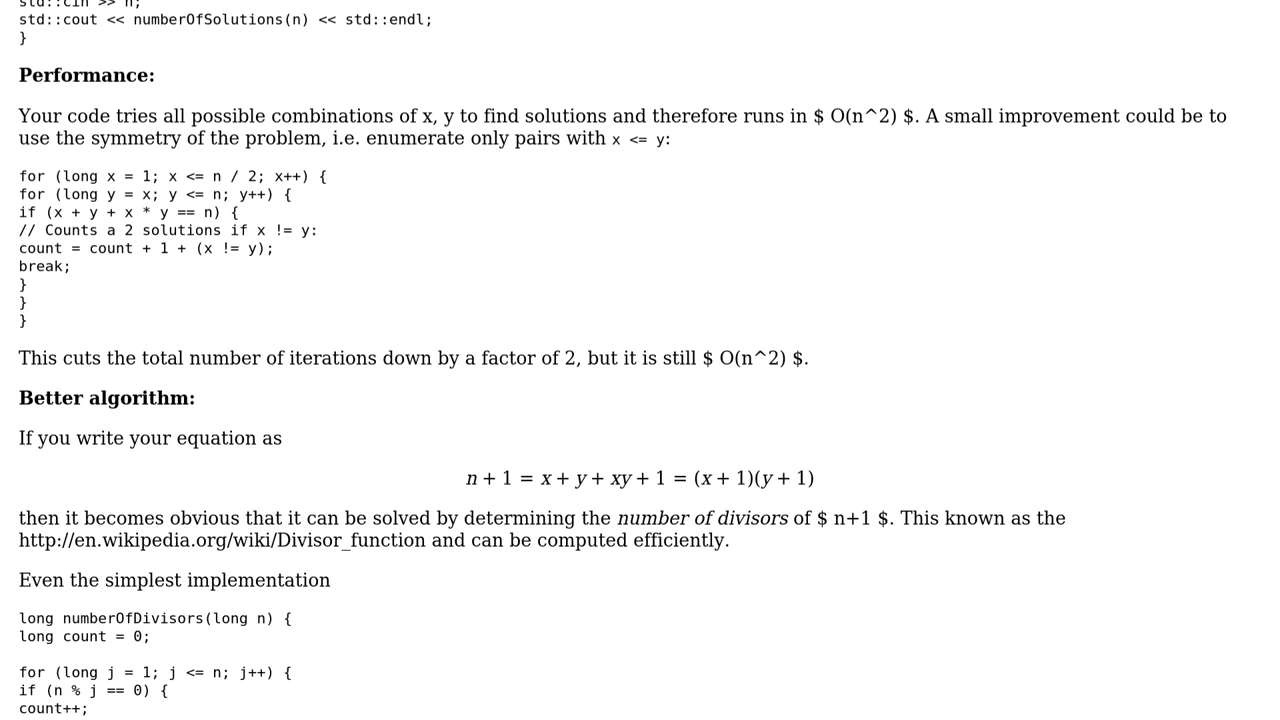 std::cin >> n;
std::cout << numberOfSolutions(n) << std::endl;
}
Performance:
Your code tries all possible combinations of x, y to find solutions and therefore runs in $ O(n^2) $. A small improvement could be to
use the symmetry of the problem, i.e. enumerate only pairs with x <= y:
for (long x = 1; x <= n / 2; x++) {
for (long y = x; y <= n; y++) {
if (x + y + x * y == n) {
// Counts a 2 solutions if x != y:
count = count + 1 + (x != y);
break;
}
}
}
This cuts the total number of iterations down by a factor of 2, but it is still $ O(n^2) $.
Better algorithm:
If you write your equation as
n + 1 = x + y + xy + 1 = (x + 1)(y + 1)
then it becomes obvious that it can be solved by determining the number of divisors of $ n+1 $. This known as the
http://en.wikipedia.org/wiki/Divisor_function and can be computed efficiently.
Even the simplest implementation
long numberOfDivisors(long n) {
long count = 0;
for (long j = 1; j <= n; j++) {
if (n % j == 0) {
count++;